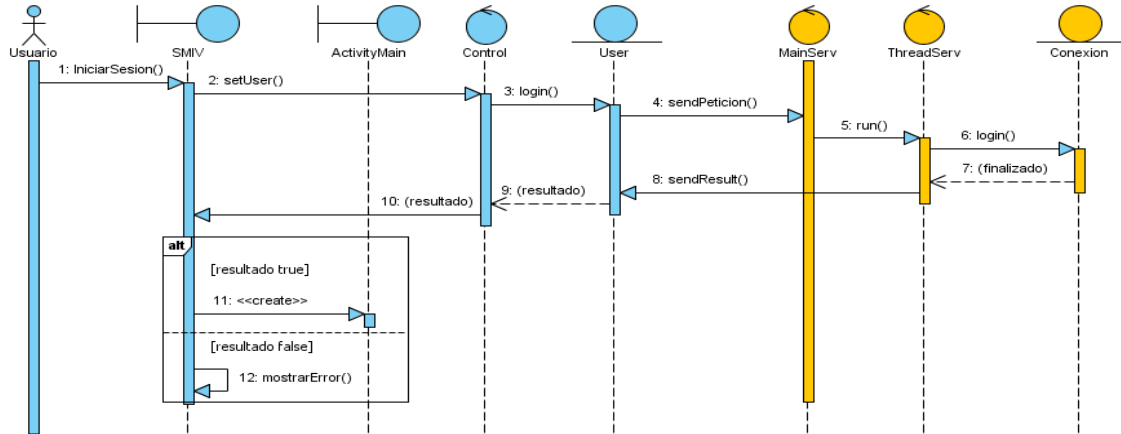 Usuario
SMIV
ActivityMain
Control
User
MainServ
ThreadServ
Conexion
1: IniciarSesion()
2: setUser()
3: login()
4: sendPeticion()
5: run()
6: login()
7: (finalizado)
8: sendResult()
9: (resultado)
10: (resultado)
alt
[resultado true]
11: <<create>>
[resultado false]
12: mostrarError()